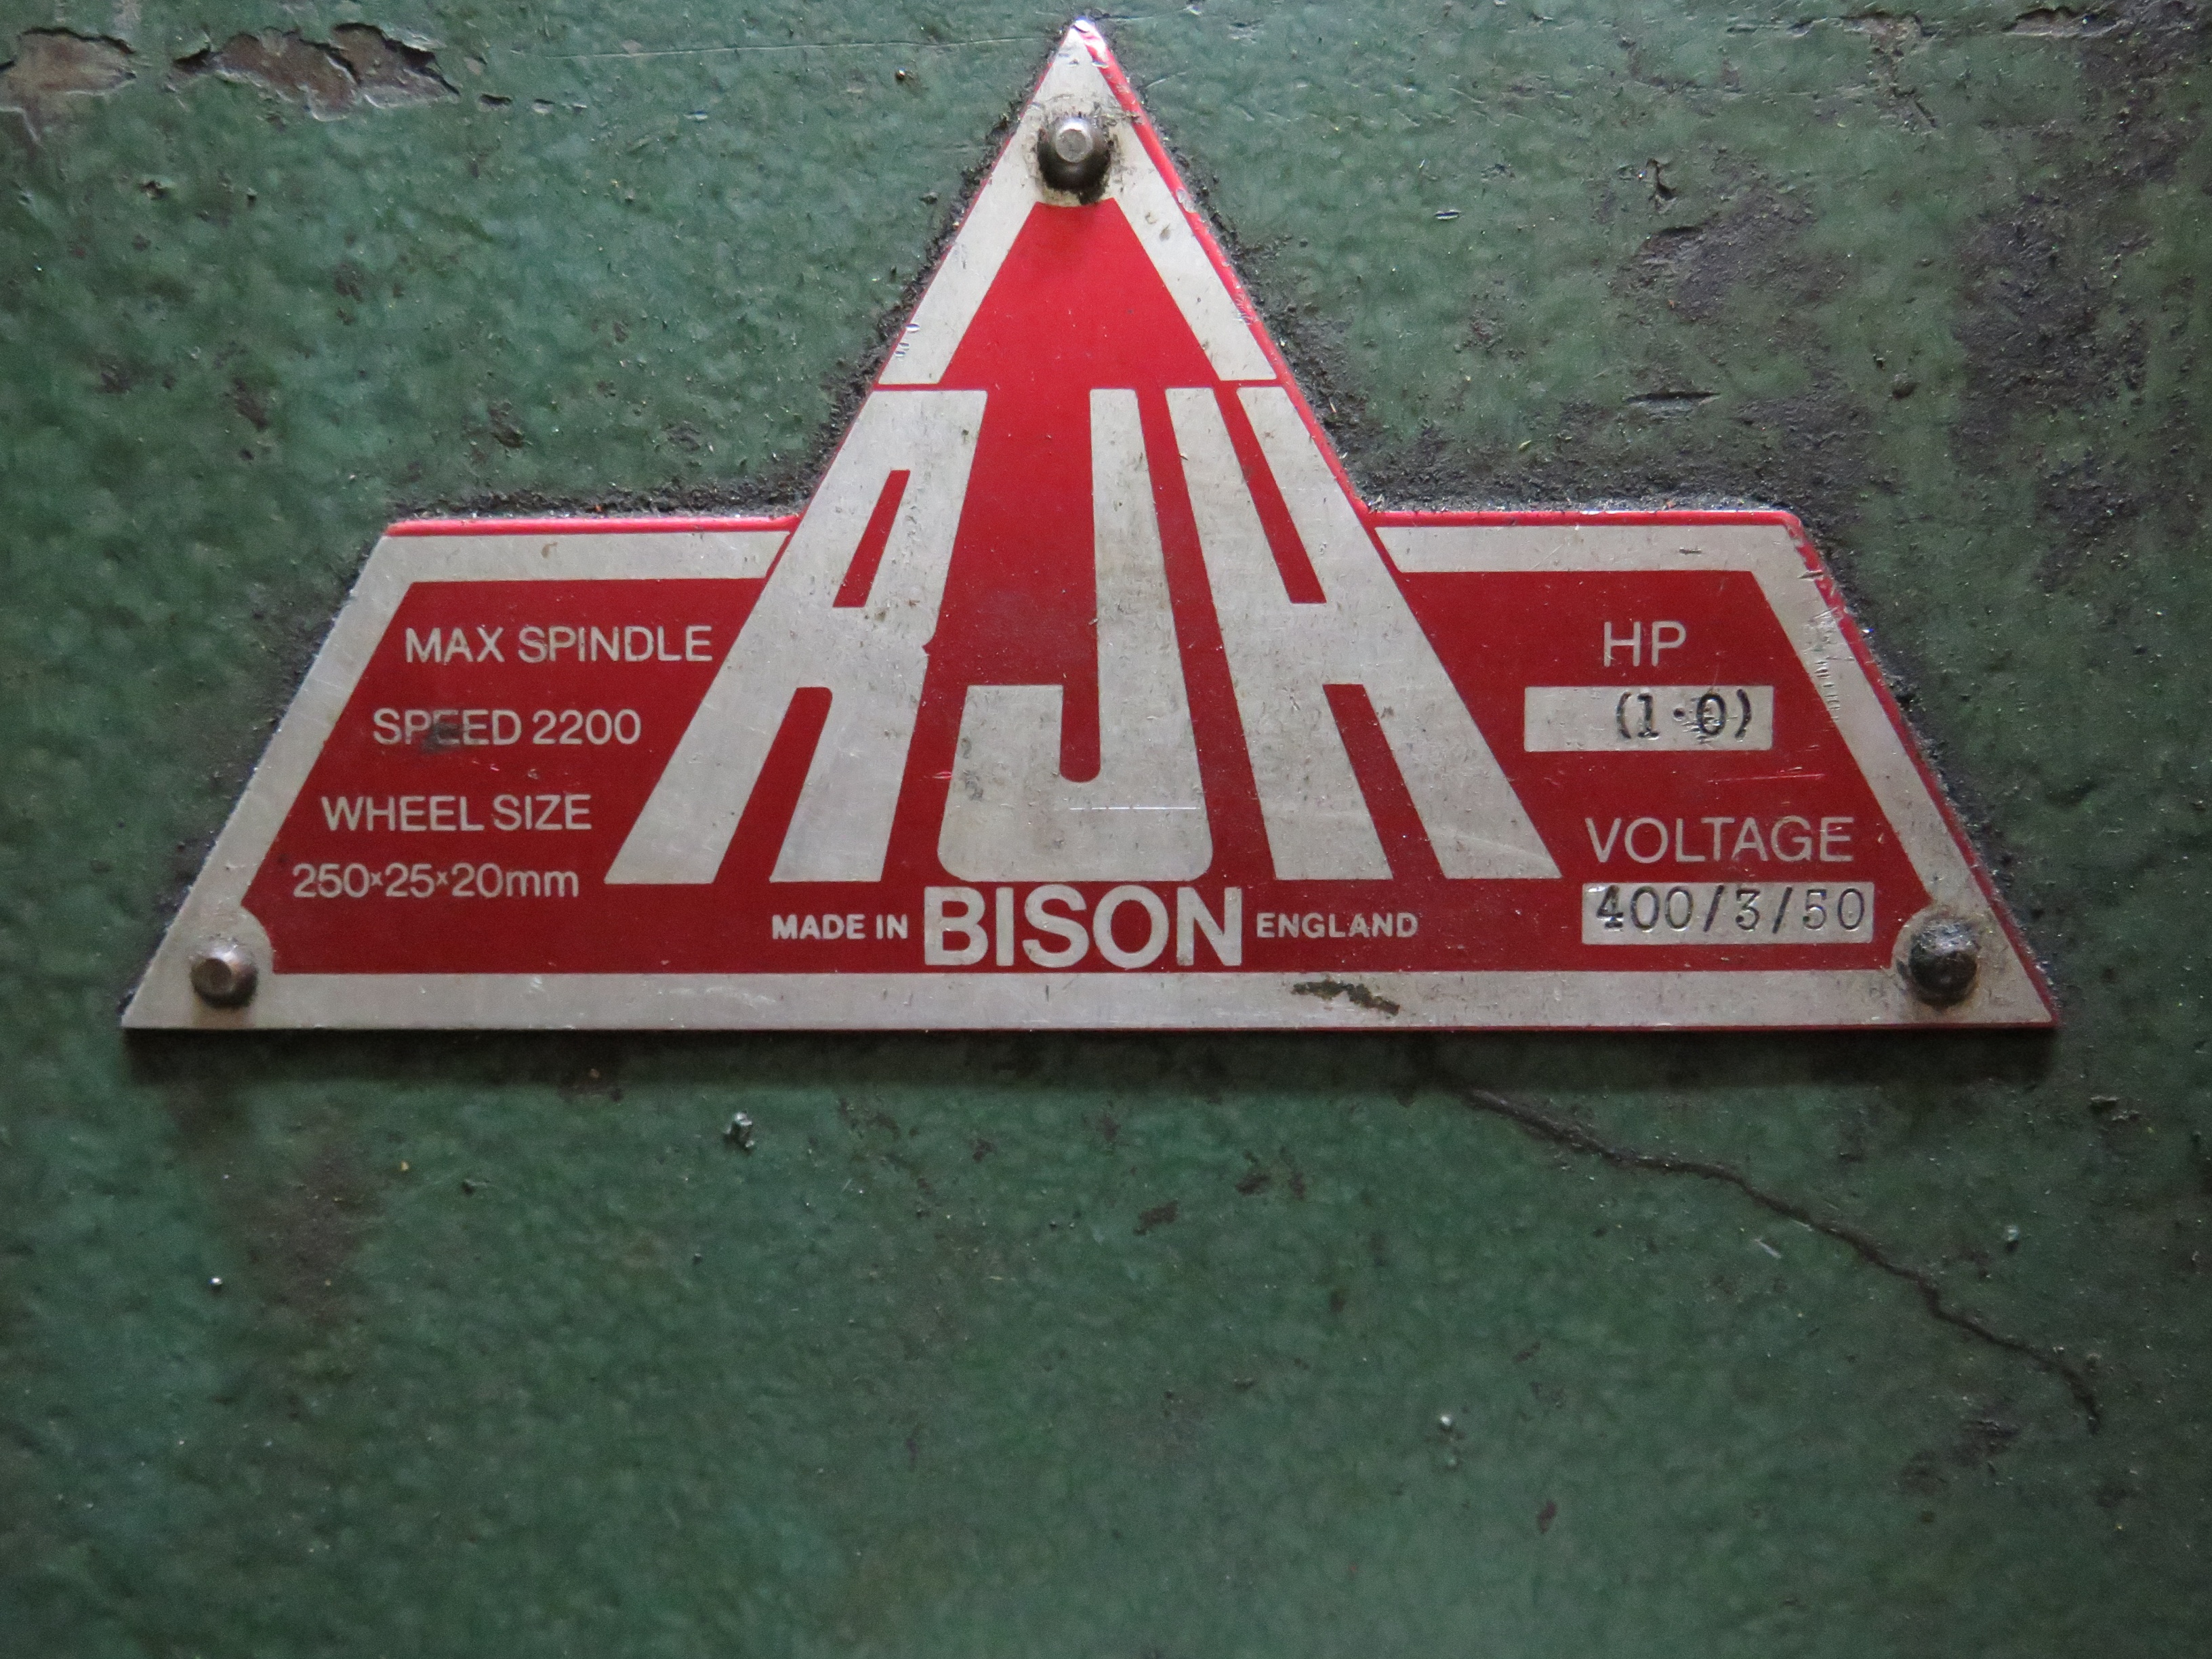 AJH
MAX SPINDLE
SPEED 2200
WHEEL SIZE
250×25×20mm
HP
(1·0)
VOLTAGE
400/3/50
MADE IN BISON ENGLAND